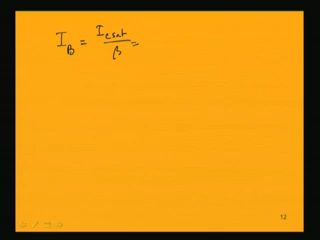 I_B = I_csat / β =
12